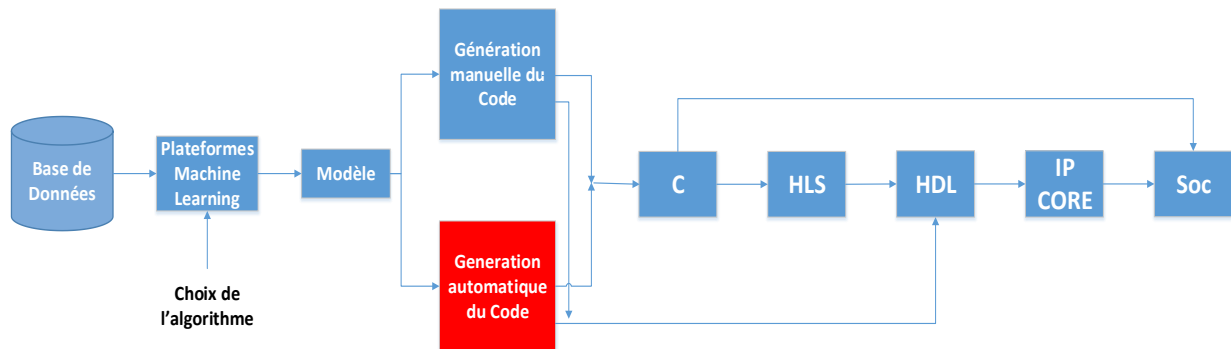 Base de
Données
Plateformes
Machine
Learning
Choix de
l'algorithme
Modèle
Génération
manuelle du
Code
Generation
automatique
du Code
C
HLS
HDL
IP
CORE
Soc